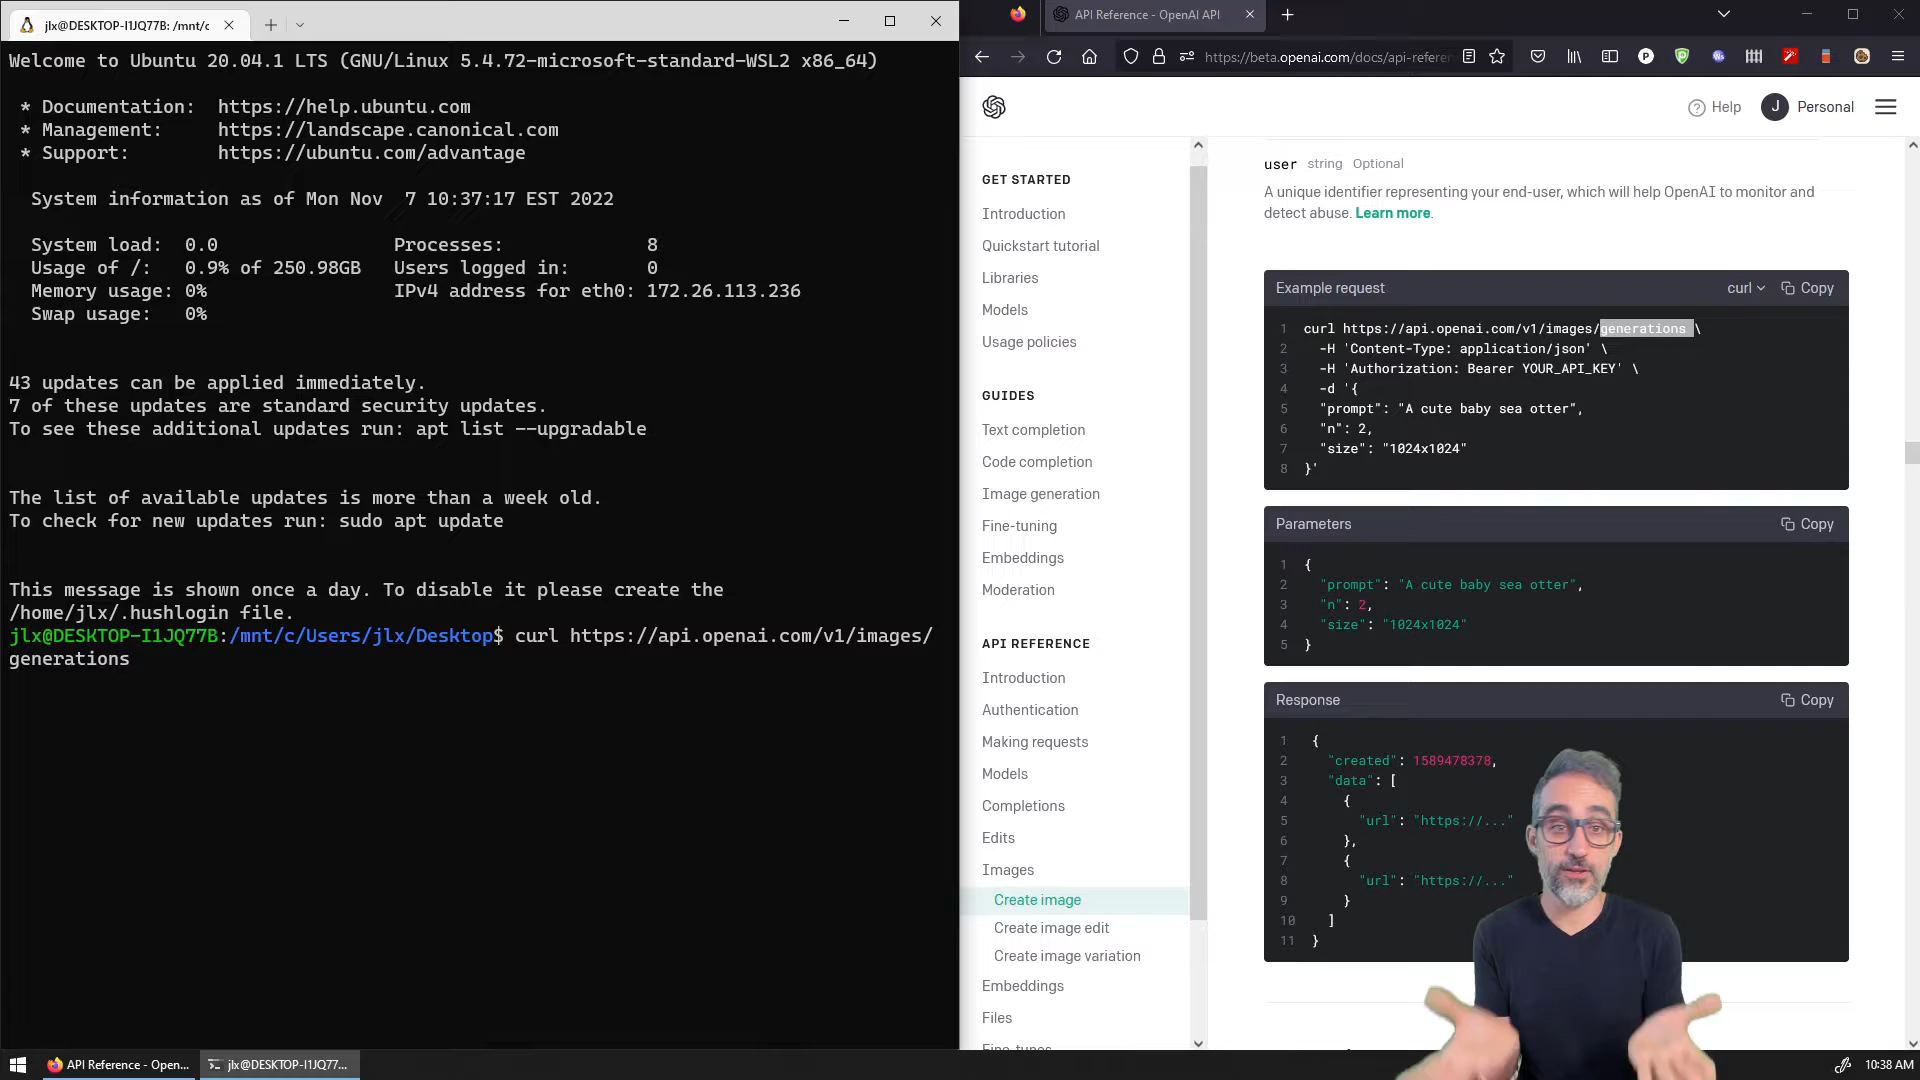 jlx@DESKTOP-I1JQ77B: /mnt/c
Welcome to Ubuntu 20.04.1 LTS (GNU/Linux 5.4.72-microsoft-standard-WSL2 x86_64)
* Documentation: https://help.ubuntu.com
* Management: https://landscape.canonical.com
* Support: https://ubuntu.com/advantage
System information as of Mon Nov 7 10:37:17 EST 2022
System load: 0.0 Processes: 8
Usage of /: 0.9% of 250.98GB Users logged in: 0
Memory usage: 0% IPv4 address for eth0: 172.26.113.236
Swap usage: 0%
43 updates can be applied immediately.
7 of these updates are standard security updates.
To see these additional updates run: apt list --upgradable
The list of available updates is more than a week old.
To check for new updates run: sudo apt update
This message is shown once a day. To disable it please create the
/home/jlx/.hushlogin file.
jlx@DESKTOP-I1JQ77B:/mnt/c/Users/jlx/Desktop$ curl https://api.openai.com/v1/images/
generations
API Reference - OpenAI API
https://beta.openai.com/docs/api-referen
Help
J Personal
GET STARTED
Introduction
Quickstart tutorial
Libraries
Models
Usage policies
GUIDES
Text completion
Code completion
Image generation
Fine-tuning
Embeddings
Moderation
API REFERENCE
Introduction
Authentication
Making requests
Models
Completions
Edits
Images
Create image
Create image edit
Create image variation
Embeddings
Files
Fine-tunes
user string Optional
A unique identifier representing your end-user, which will help OpenAI to monitor and
detect abuse. Learn more.
Example request curl Copy
1 curl https://api.openai.com/v1/images/generations \
2 -H 'Content-Type: application/json' \
3 -H 'Authorization: Bearer YOUR_API_KEY' \
4 -d '{
5 "prompt": "A cute baby sea otter",
6 "n": 2,
7 "size": "1024x1024"
8 }'
Parameters Copy
1 {
2 "prompt": "A cute baby sea otter",
3 "n": 2,
4 "size": "1024x1024"
5 }
Response Copy
1 {
2 "created": 1589478378,
3 "data": [
4 {
5 "url": "https://..."
6 },
7 {
8 "url": "https://..."
9 }
10 ]
11 }
API Reference - Open...
jlx@DESKTOP-I1JQ77...
10:38 AM